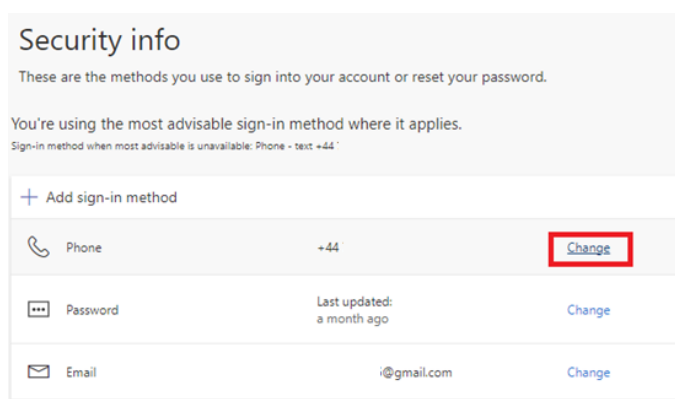 Security info
These are the methods you use to sign into your account or reset your password.
You're using the most advisable sign-in method where it applies.
Sign-in method when most advisable is unavailable: Phone - text +44
+ Add sign-in method
Phone +44 Change
Password Last updated: Change
a month ago
Email i@gmail.com Change